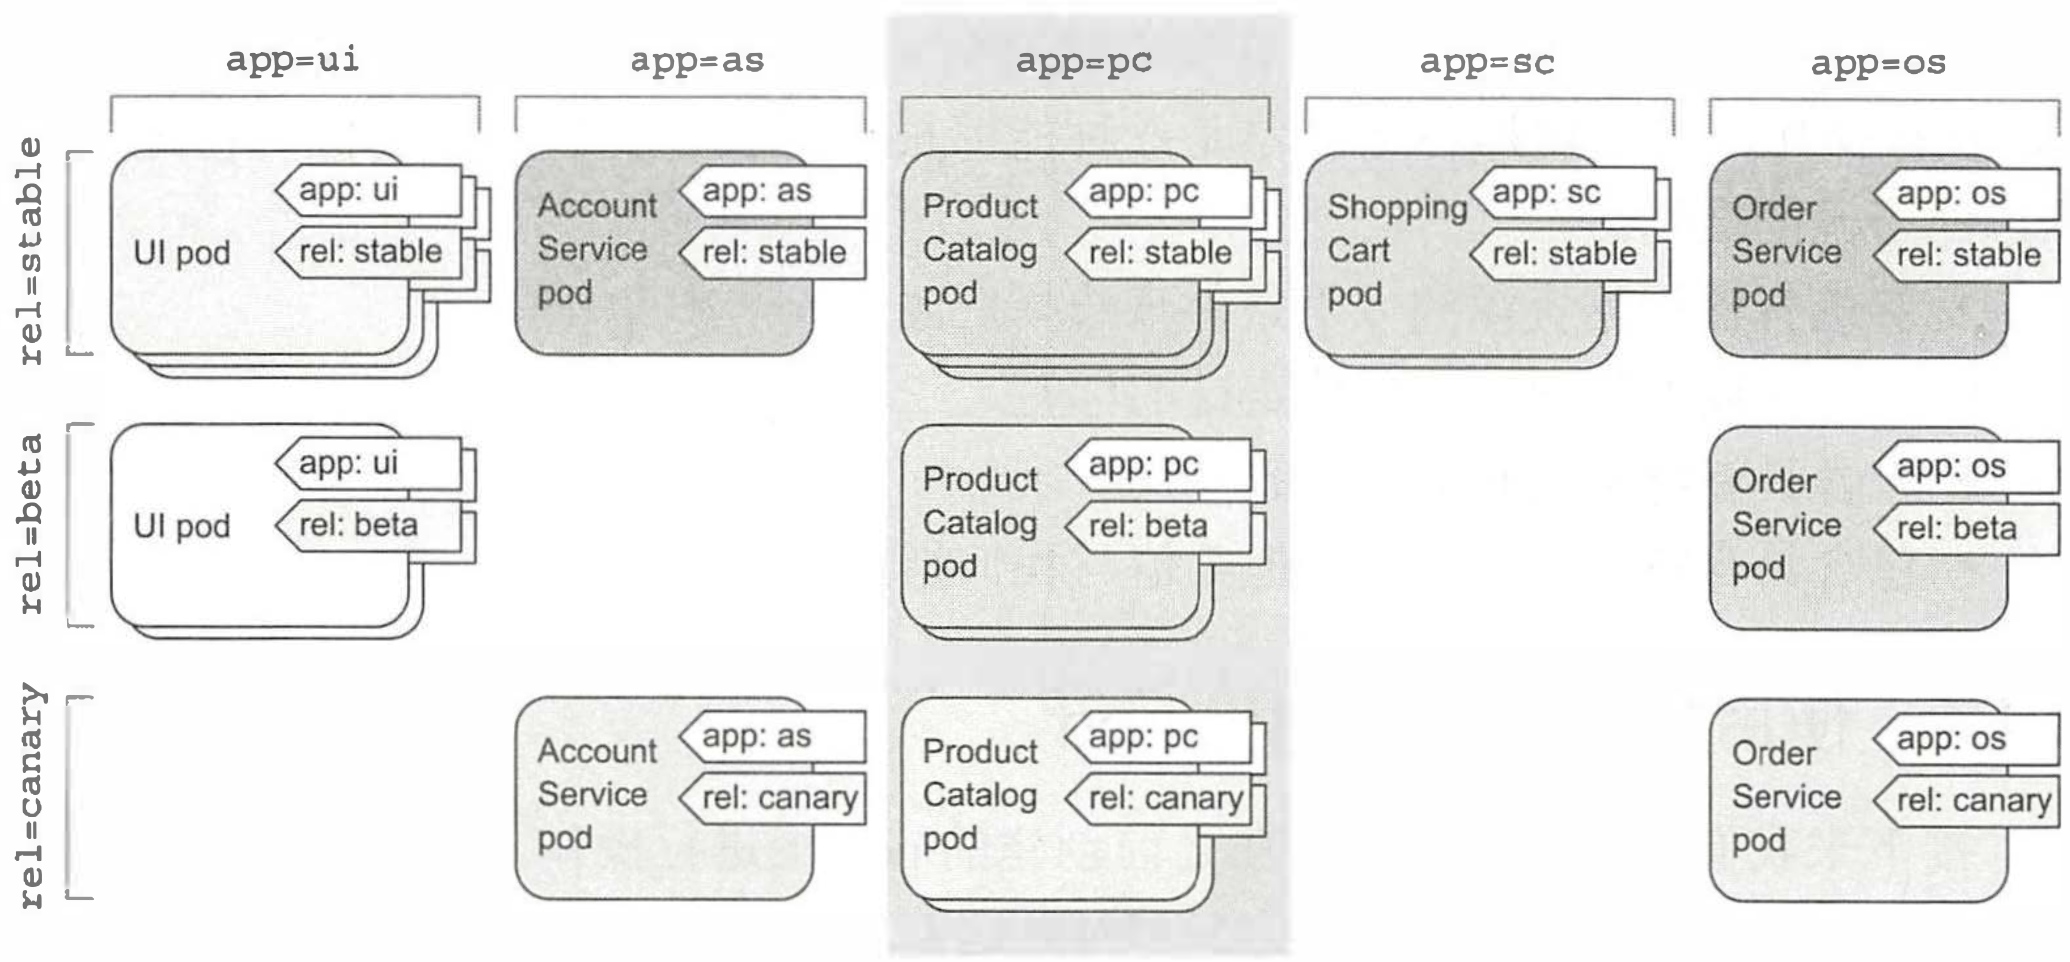 app=ui
app=as
app=pc
app=sc
app=os
rel=stable
UI pod
app: ui
rel: stable
Account
Service
pod
app: as
rel: stable
Product
Catalog
pod
app: pc
rel: stable
Shopping
Cart
pod
app: sc
rel: stable
Order
Service
pod
app: os
rel: stable
rel=beta
UI pod
app: ui
rel: beta
Product
Catalog
pod
app: pc
rel: beta
Order
Service
pod
app: os
rel: beta
rel=canary
Account
Service
pod
app: as
rel: canary
Product
Catalog
pod
app: pc
rel: canary
Order
Service
pod
app: os
rel: canary